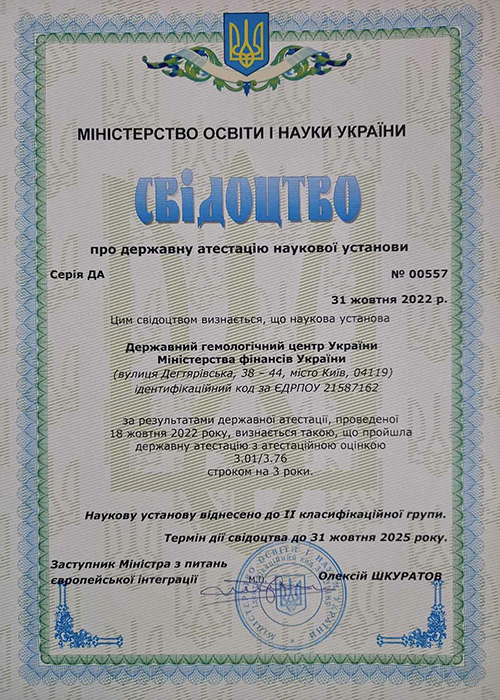 МІНІСТЕРСТВО ОСВІТИ І НАУКИ УКРАЇНИ
СВІДОЦТВО
про державну атестацію наукової установи
Серія ДА № 00557
31 жовтня 2022 р.
Цим свідоцтвом визнається, що наукова установа
Державний гемологічний центр України
Міністерства фінансів України
(вулиця Дегтярівська, 38 – 44, місто Київ, 04119)
ідентифікаційний код за ЄДРПОУ 21587162
за результатами державної атестації, проведеної
18 жовтня 2022 року, визнається такою, що пройшла
державну атестацію з атестаційною оцінкою
3.01/3.76
строком на 3 роки.
Наукову установу віднесено до ІІ класифікаційної групи.
Термін дії свідоцтва до 31 жовтня 2025 року.
Заступник Міністра з питань
європейської інтеграції
М.П.
Олексій ШКУРАТОВ